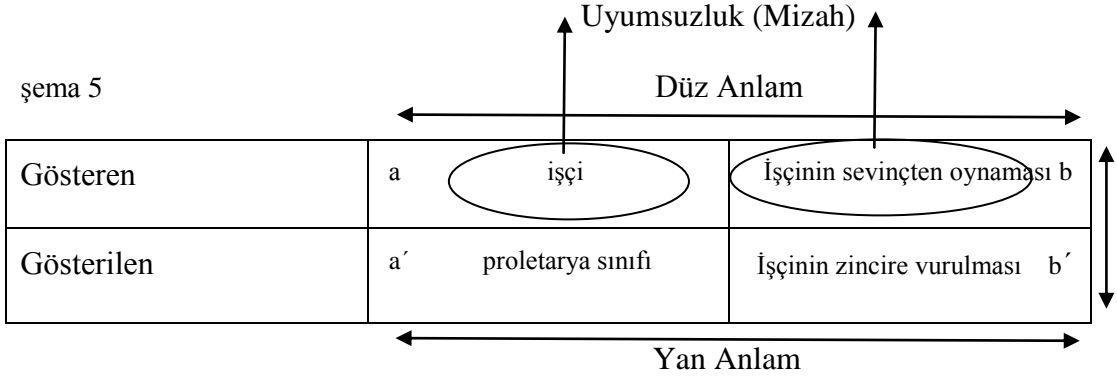 Uyumsuzluk (Mizah)
şema 5
Düz Anlam
Gösteren a işçi İşçinin sevinçten oynaması b
Gösterilen a´ proletarya sınıfı İşçinin zincire vurulması b´
Yan Anlam